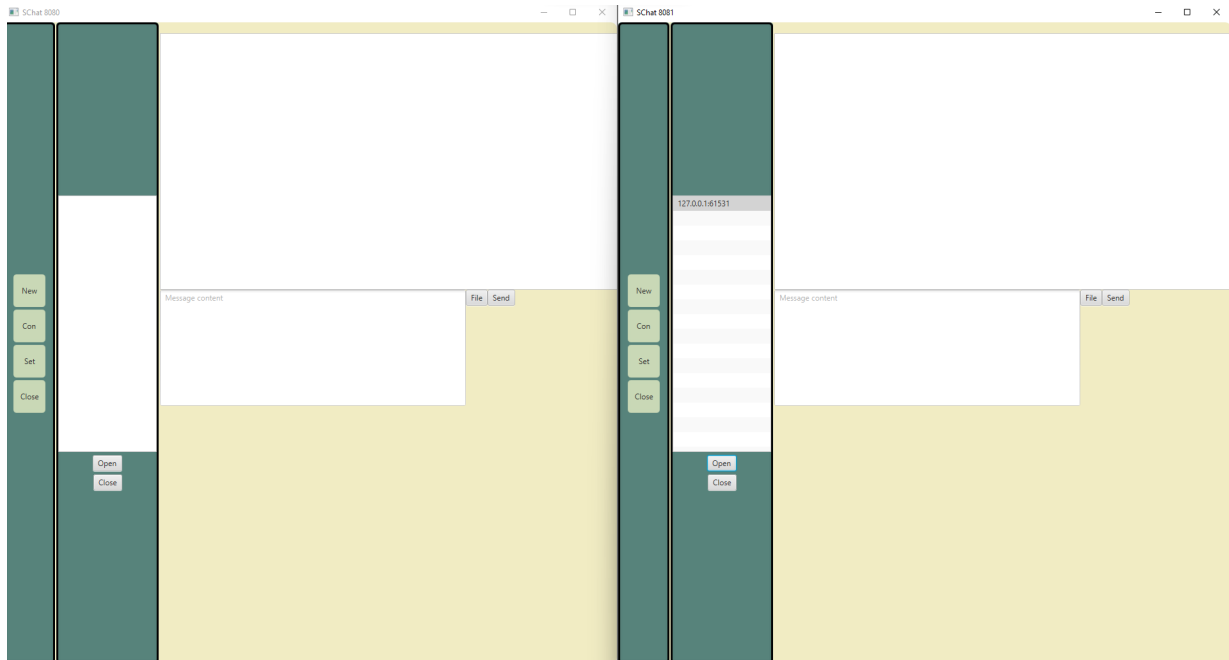 SChat 8080
New
Con
Set
Close
Open
Close
Message content
File
Send
SChat 8081
127.0.0.1:61531
New
Con
Set
Close
Open
Close
Message content
File
Send